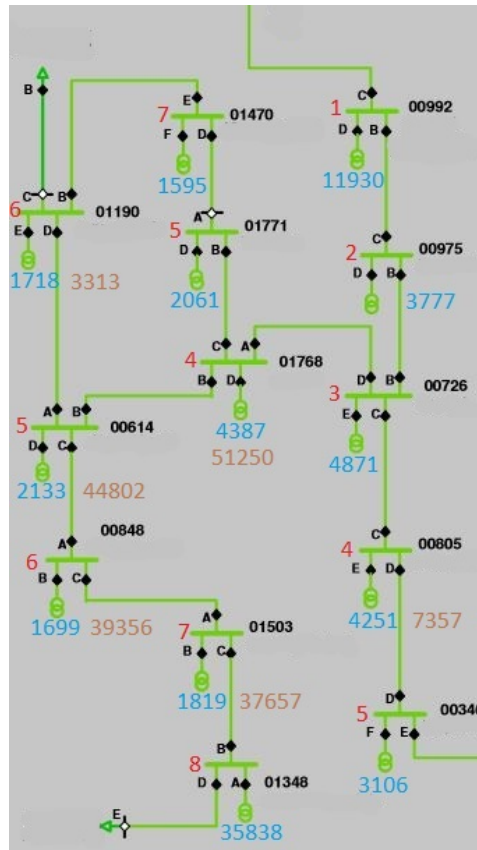 C
1
00992
D
B
11930
B
E
7
01470
F
D
1595
C
B
6
01190
E
D
1718
3313
A
5
01771
D
B
2061
C
2
00975
D
B
3777
C
A
4
01768
B
D
4387
51250
D
B
3
00726
E
C
4871
A
B
5
00614
D
C
2133
44802
00848
A
6
B
C
1699
39356
C
4
00805
E
D
4251
7357
A
7
01503
B
C
1819
37657
D
5
F
E
3106
B
8
01348
D
A
35838
E